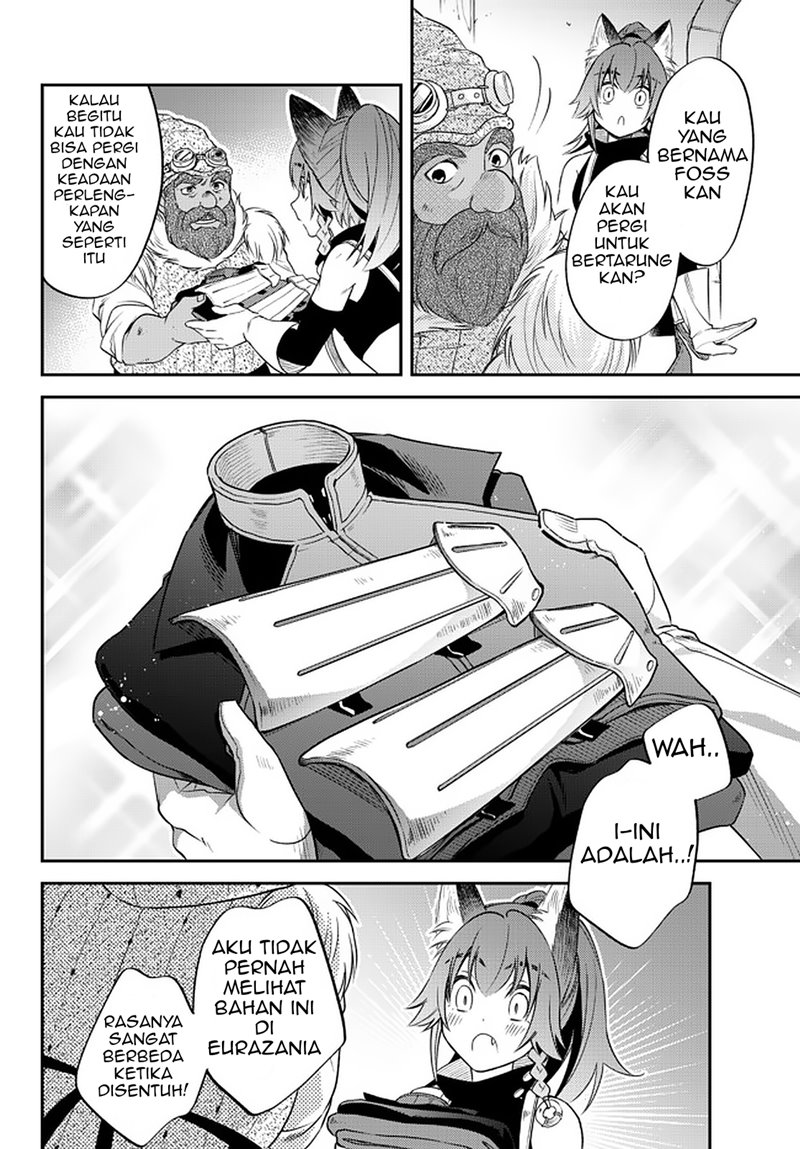 KAU
YANG
BERNAMA
FOSS
KAN
KAU
AKAN
PERGI
UNTUK
BERTARUNG
KAN?
KALAU
BEGITU
KAU TIDAK
BISA PERGI
DENGAN
KEADAAN
PERLENG-
KAPAN
YANG
SEPERTI
ITU
WAH..
I-INI
ADALAH..!
AKU TIDAK
PERNAH
MELIHAT
BAHAN INI
DI
EURAZANIA
RASANYA
SANGAT
BERBEDA
KETIKA
DISENTUH!